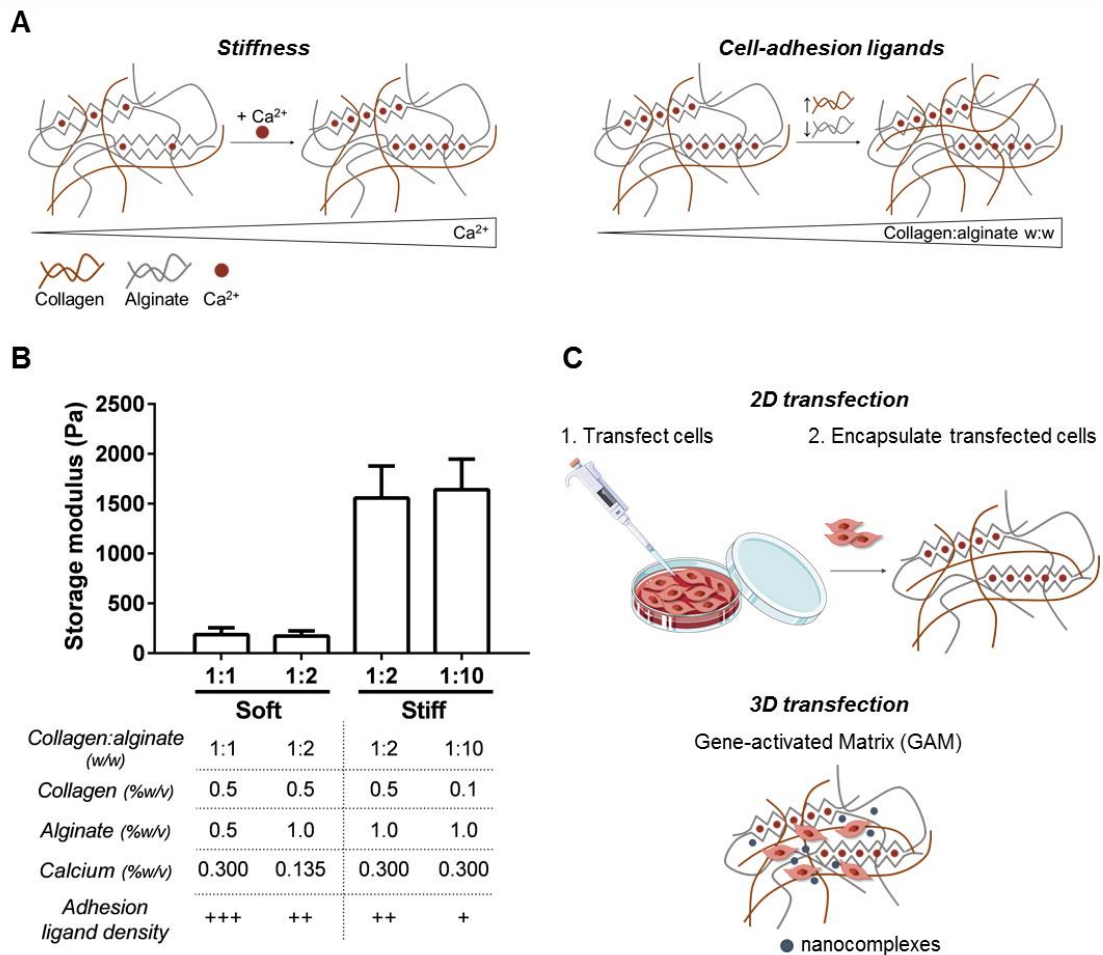 A
Stiffness
Cell-adhesion ligands
+ Ca²⁺
Ca²⁺
Collagen:alginate w:w
Collagen
Alginate
Ca²⁺
B
Storage modulus (Pa)
2500
2000
1500
1000
500
0
1:1 1:2 1:2 1:10
Soft Stiff
Collagen:alginate (w/w) 1:1 1:2 1:2 1:10
Collagen (%w/v) 0.5 0.5 0.5 0.1
Alginate (%w/v) 0.5 1.0 1.0 1.0
Calcium (%w/v) 0.300 0.135 0.300 0.300
Adhesion ligand density +++ ++ ++ +
C
2D transfection
1. Transfect cells 2. Encapsulate transfected cells
3D transfection
Gene-activated Matrix (GAM)
nanocomplexes